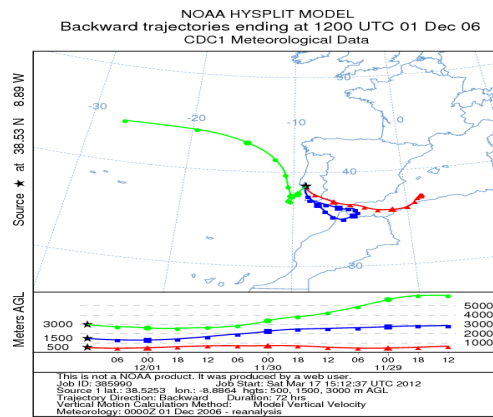 NOAA HYSPLIT MODEL
Backward trajectories ending at 1200 UTC 01 Dec 06
CDC1 Meteorological Data
Source ★ at 38.53 N 8.89 W
-30
-20
-10
0
50
40
30
Meters AGL
3000
1500
500
5000
4000
3000
2000
1000
06 00 18 12 06 00 18 12 06 00 18 12
12/01 11/30 11/29
This is not a NOAA product. It was produced by a web user.
Job ID: 385990 Job Start: Sat Mar 17 15:12:37 UTC 2012
Source 1 lat.: 38.5253 lon.: -8.8964 hgts: 500, 1500, 3000 m AGL
Trajectory Direction: Backward Duration: 72 hrs
Vertical Motion Calculation Method: Model Vertical Velocity
Meteorology: 0000Z 01 Dec 2006 - reanalysis